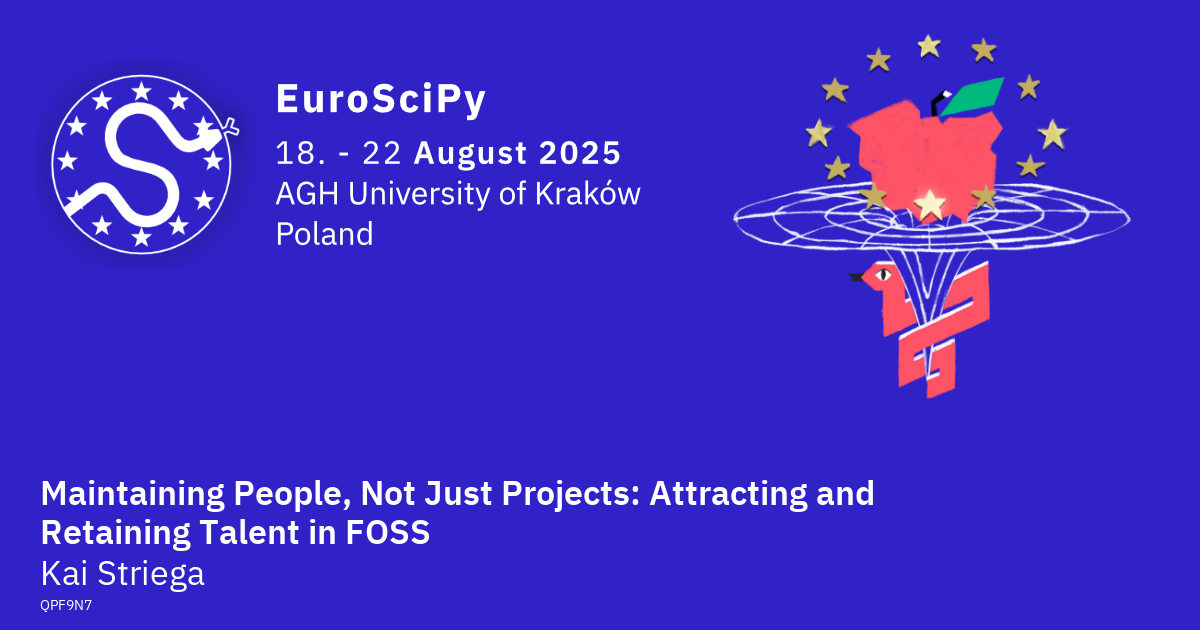 EuroSciPy
18. - 22 August 2025
AGH University of Kraków
Poland
Maintaining People, Not Just Projects: Attracting and
Retaining Talent in FOSS
Kai Striega
QPF9N7